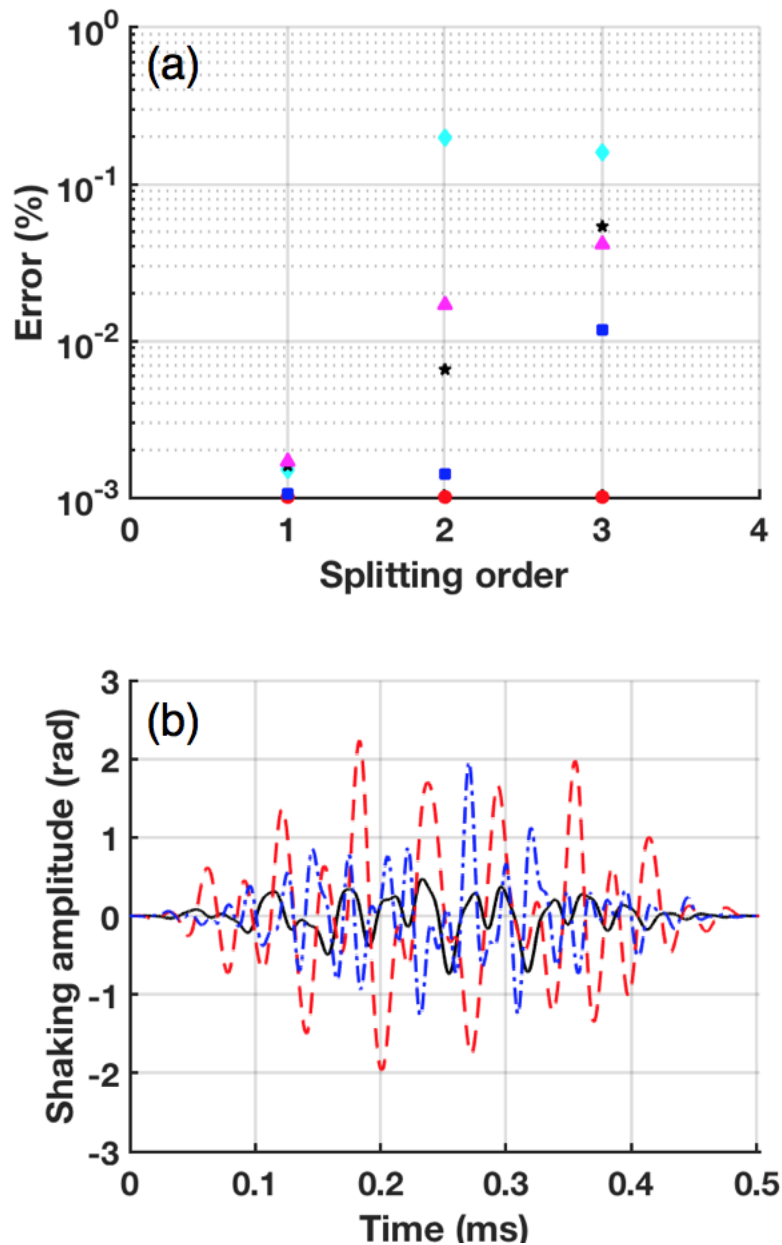 (a)
10^0
10^-1
10^-2
10^-3
Error (%)
0 1 2 3 4
Splitting order
(b)
3
2
1
0
-1
-2
-3
Shaking amplitude (rad)
0 0.1 0.2 0.3 0.4 0.5
Time (ms)